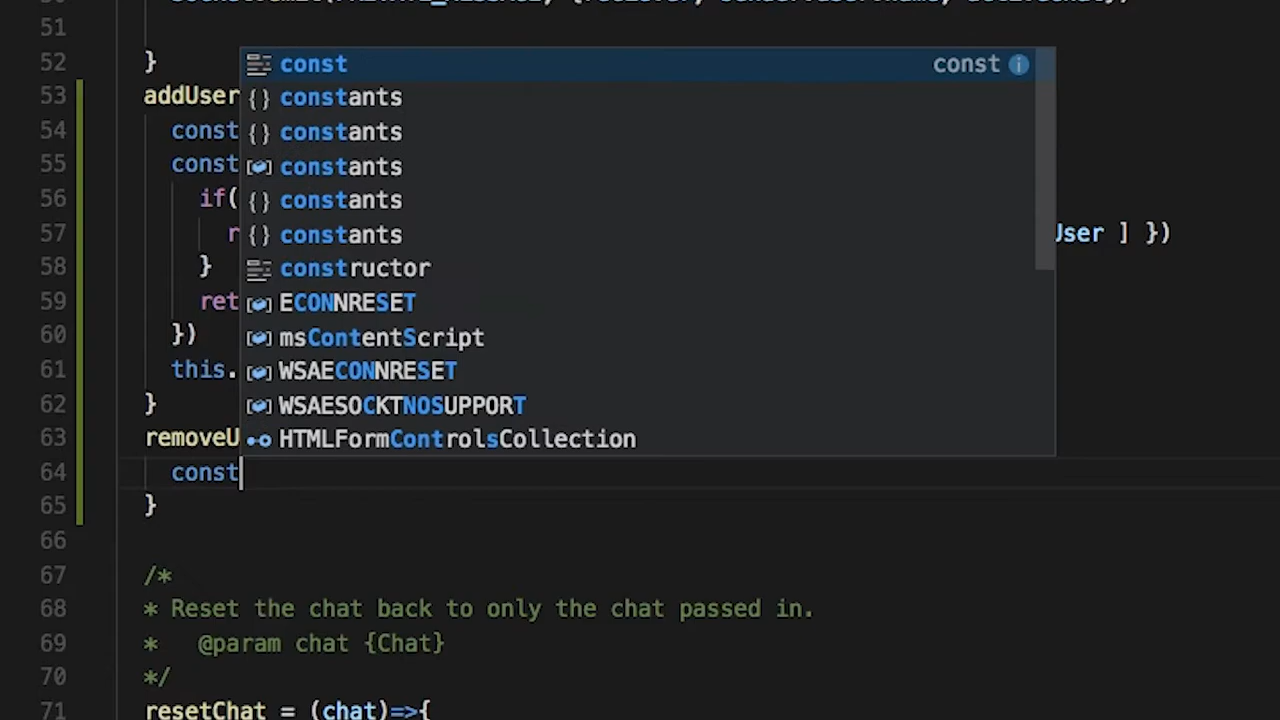 51
52 }
53 addUser
54 const
55 const
56 if(
57 r User ] })
58 }
59 ret
60 })
61 this.
62 }
63 removeU
64 const
65 }
66
67 /*
68 * Reset the chat back to only the chat passed in.
69 * @param chat {Chat}
70 */
71 resetChat = (chat)=>{
const const
{} constants
{} constants
constants
{} constants
{} constants
constructor
ECONNRESET
msContentScript
WSAECONNRESET
WSAESOCKTNOSUPPORT
HTMLFormControlsCollection